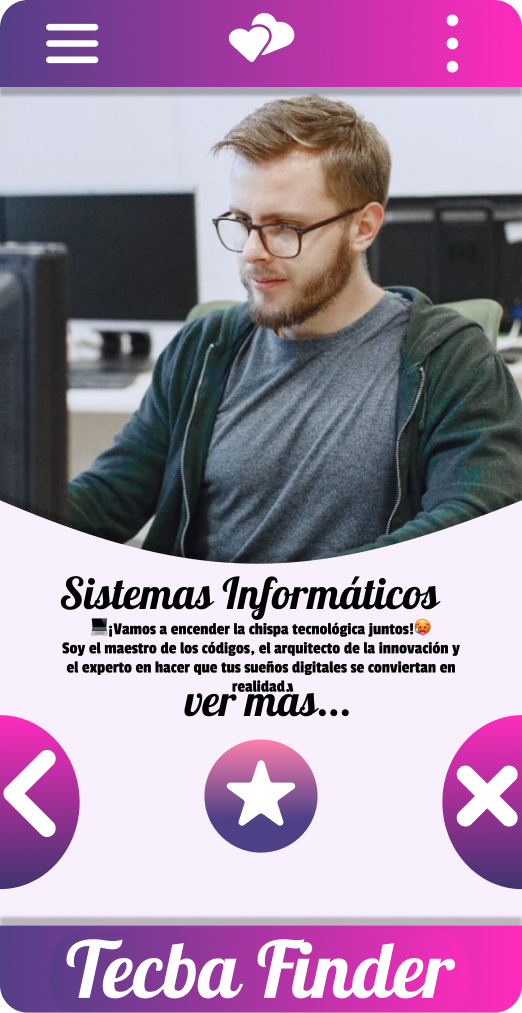 Sistemas Informáticos
💻¡Vamos a encender la chispa tecnológica juntos!🥵
Soy el maestro de los códigos, el arquitecto de la innovación y
el experto en hacer que tus sueños digitales se conviertan en
realidad.
ver más...
Tecba Finder